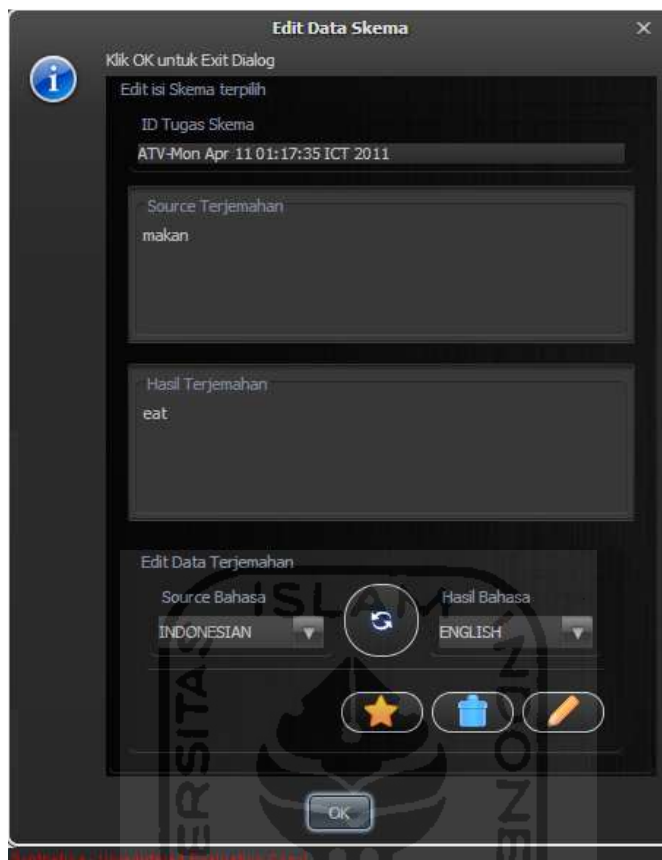 Edit Data Skema
Klik OK untuk Exit Dialog
Edit isi Skema terpilih
ID Tugas Skema
ATV-Mon Apr 11 01:17:35 ICT 2011
Source Terjemahan
makan
Hasil Terjemahan
eat
Edit Data Terjemahan
Source Bahasa
Hasil Bahasa
INDONESIAN
ENGLISH
OK
ISLAM